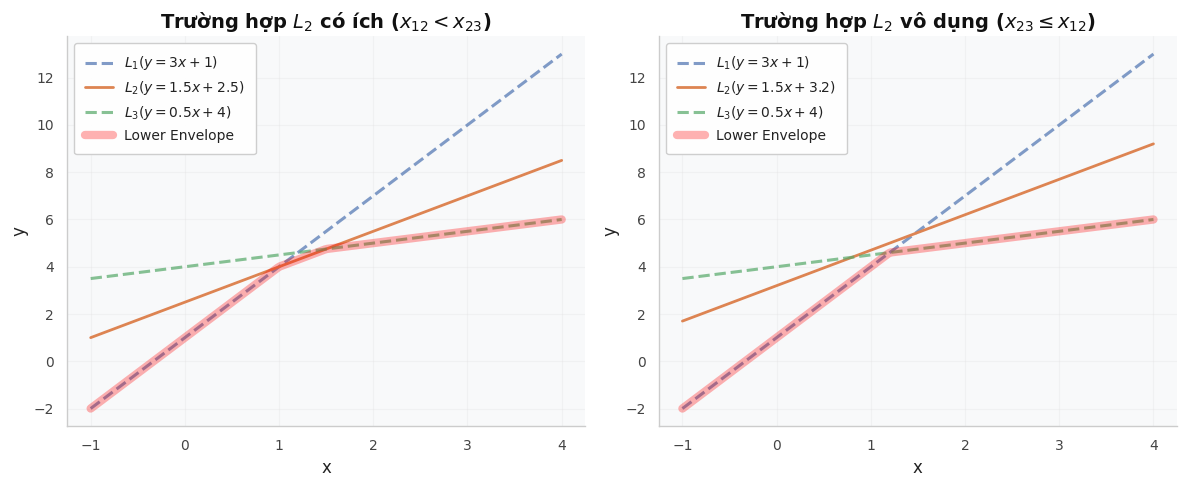 Trường hợp L₂ có ích (x₁₂ < x₂₃)
L₁(y = 3x + 1)
L₂(y = 1.5x + 2.5)
L₃(y = 0.5x + 4)
Lower Envelope
y
12
10
8
6
4
2
0
−2
−1
0
1
2
3
4
x
Trường hợp L₂ vô dụng (x₂₃ ≤ x₁₂)
L₁(y = 3x + 1)
L₂(y = 1.5x + 3.2)
L₃(y = 0.5x + 4)
Lower Envelope
y
12
10
8
6
4
2
0
−2
−1
0
1
2
3
4
x